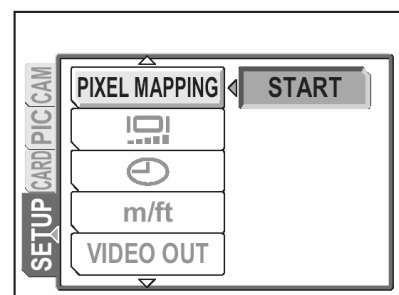 CAM
PIC
CARD
SETUP
PIXEL MAPPING
START
m/ft
VIDEO OUT